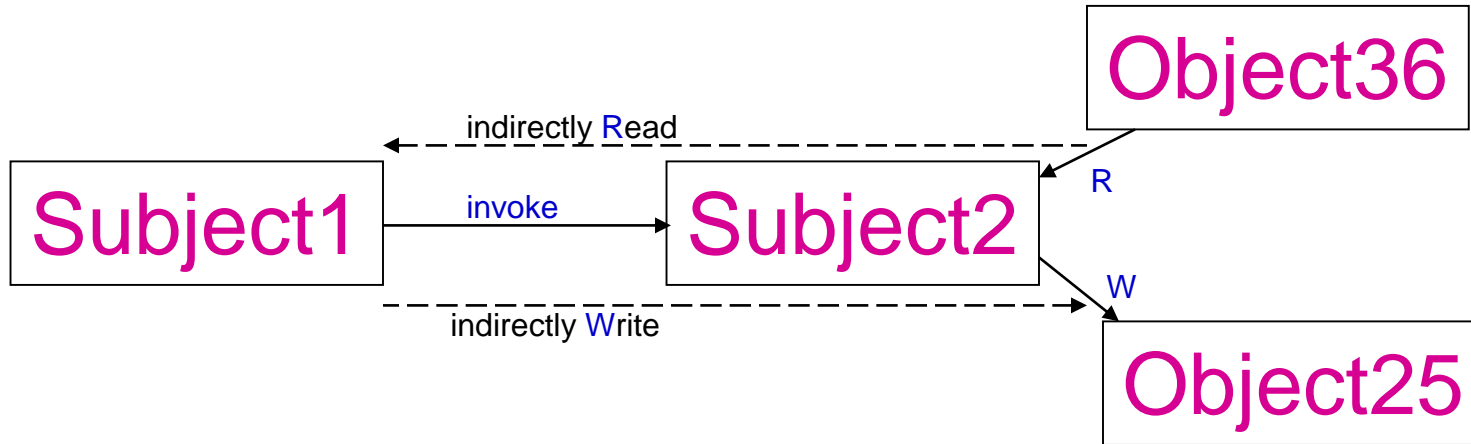 Object36
indirectly Read
R
Subject1
invoke
Subject2
W
indirectly Write
Object25